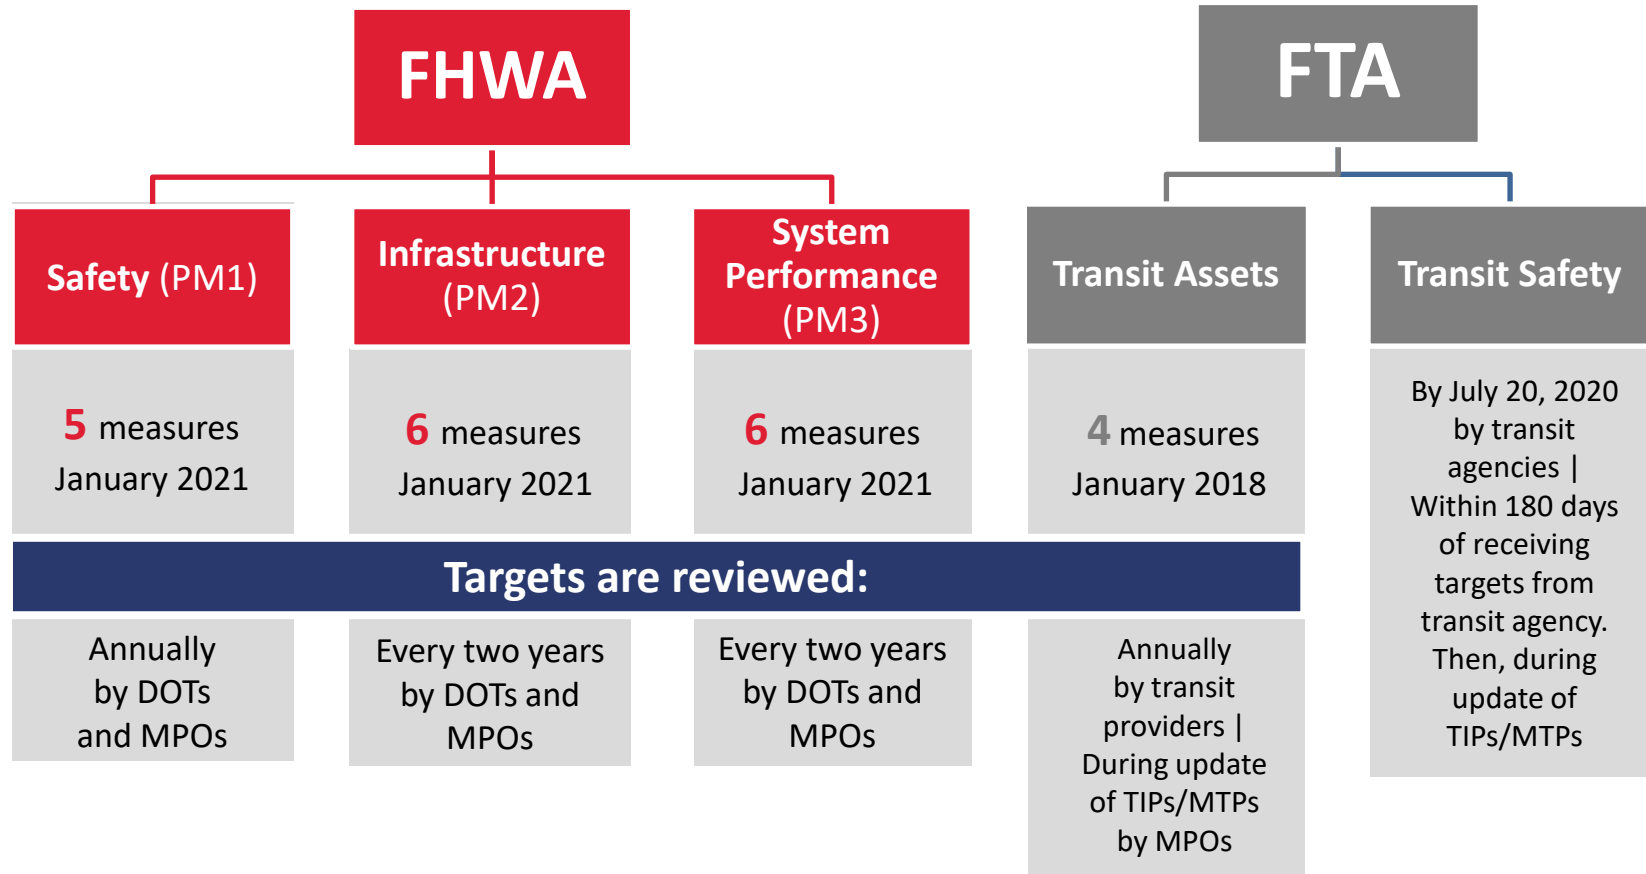 FHWA
FTA
Safety (PM1)
Infrastructure
(PM2)
System
Performance
(PM3)
Transit Assets
Transit Safety
5 measures
January 2021
6 measures
January 2021
6 measures
January 2021
4 measures
January 2018
By July 20, 2020
by transit
agencies |
Within 180 days
of receiving
targets from
transit agency.
Then, during
update of
TIPs/MTPs
Targets are reviewed:
Annually
by DOTs
and MPOs
Every two years
by DOTs and
MPOs
Every two years
by DOTs and
MPOs
Annually
by transit
providers |
During update
of TIPs/MTPs
by MPOs